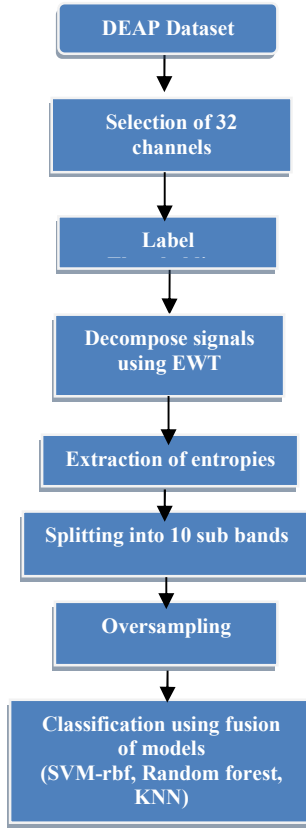 DEAP Dataset
Selection of 32
channels
Label
Decompose signals
using EWT
Extraction of entropies
Splitting into 10 sub bands
Oversampling
Classification using fusion
of models
(SVM-rbf, Random forest,
KNN)